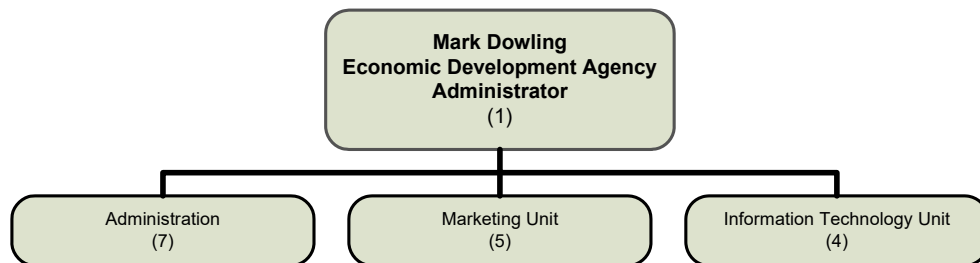 Mark Dowling
Economic Development Agency
Administrator
(1)
Administration
(7)
Marketing Unit
(5)
Information Technology Unit
(4)